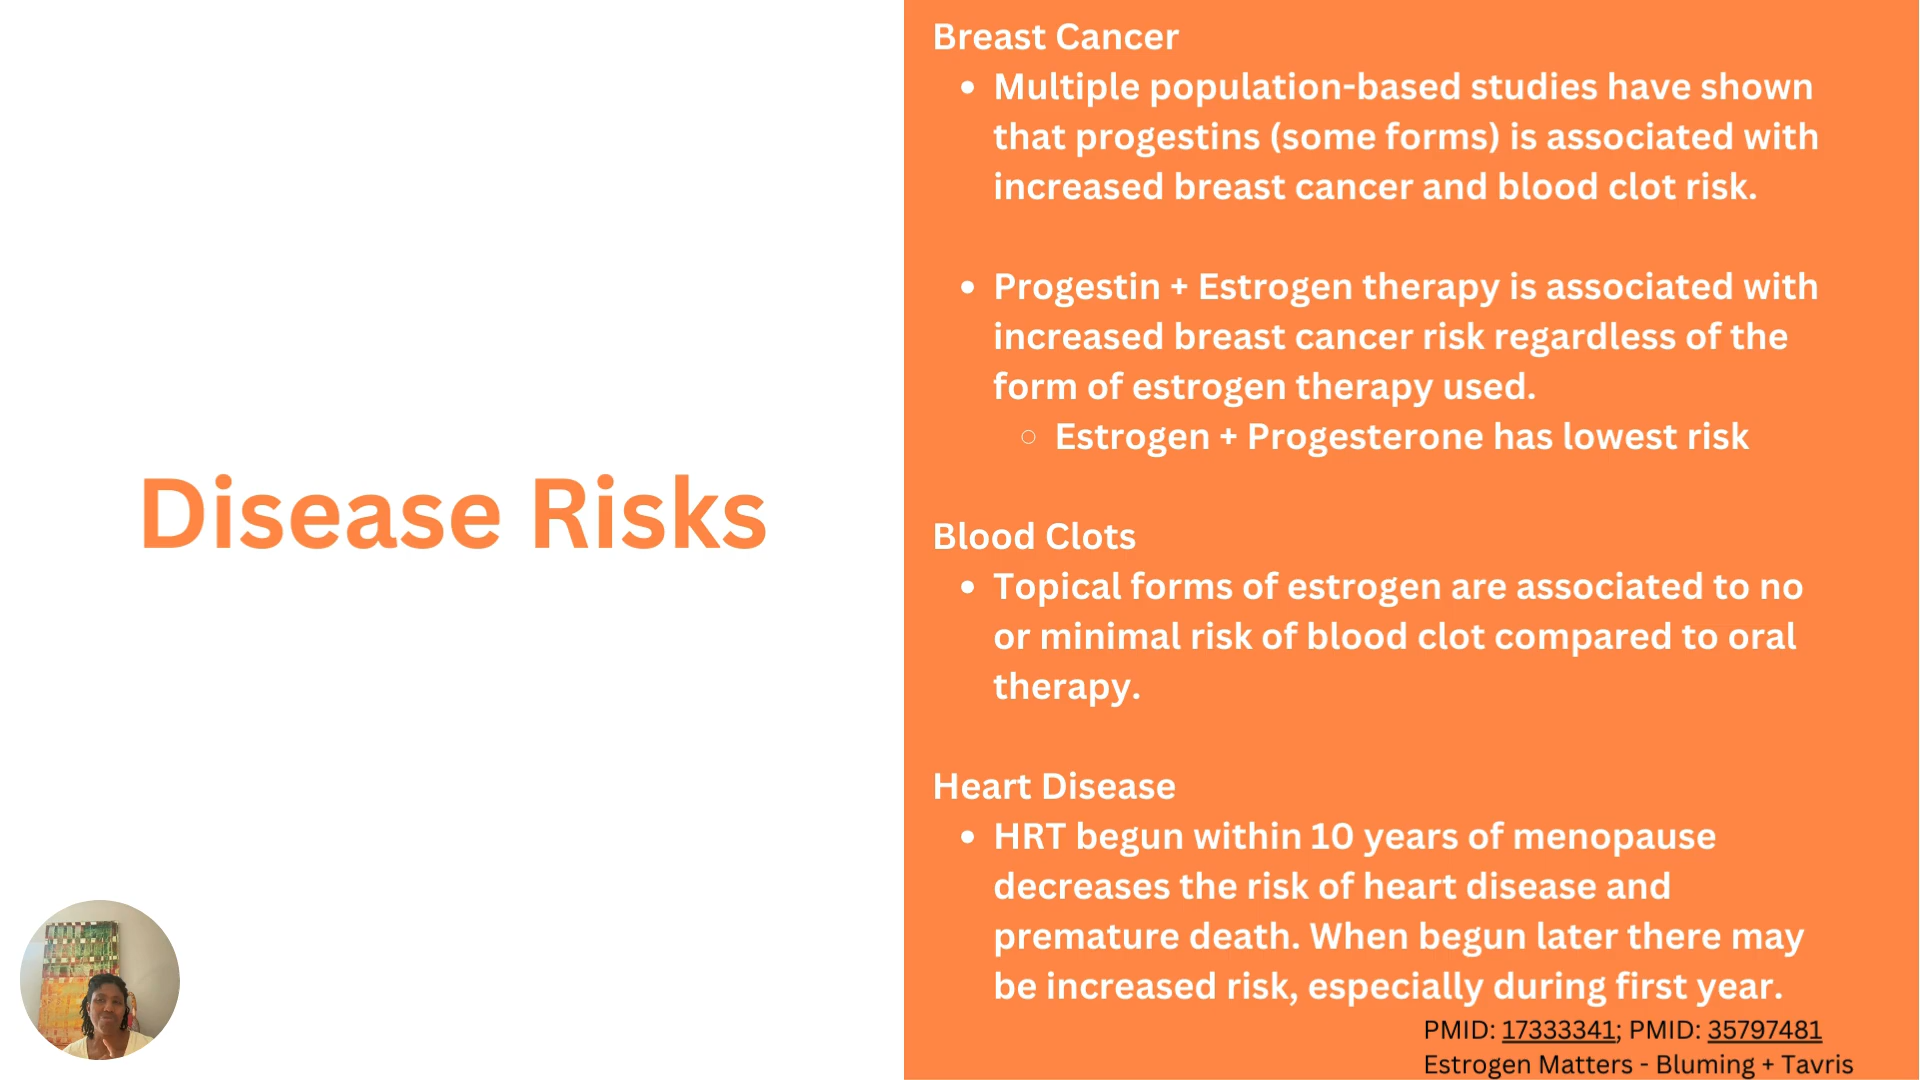 Disease Risks
Breast Cancer
• Multiple population-based studies have shown
that progestins (some forms) is associated with
increased breast cancer and blood clot risk.
• Progestin + Estrogen therapy is associated with
increased breast cancer risk regardless of the
form of estrogen therapy used.
○ Estrogen + Progesterone has lowest risk
Blood Clots
• Topical forms of estrogen are associated to no
or minimal risk of blood clot compared to oral
therapy.
Heart Disease
• HRT begun within 10 years of menopause
decreases the risk of heart disease and
premature death. When begun later there may
be increased risk, especially during first year.
PMID: 17333341; PMID: 35797481
Estrogen Matters - Bluming + Tavris